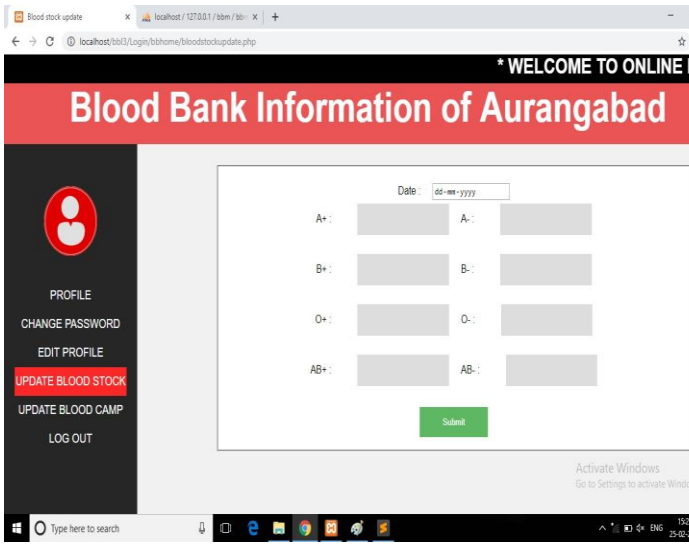 Blood stock update
localhost / 127.0.0.1 / bbm / bb
localhost/bbl3/Login/bbhome/bloodstockupdate.php
* WELCOME TO ONLINE
Blood Bank Information of Aurangabad
Date : dd-mm-yyyy
A+ : A- :
B+ : B- :
O+ : O- :
AB+ : AB- :
Submit
PROFILE
CHANGE PASSWORD
EDIT PROFILE
UPDATE BLOOD STOCK
UPDATE BLOOD CAMP
LOG OUT
Activate Windows
Go to Settings to activate
Type here to search
ENG